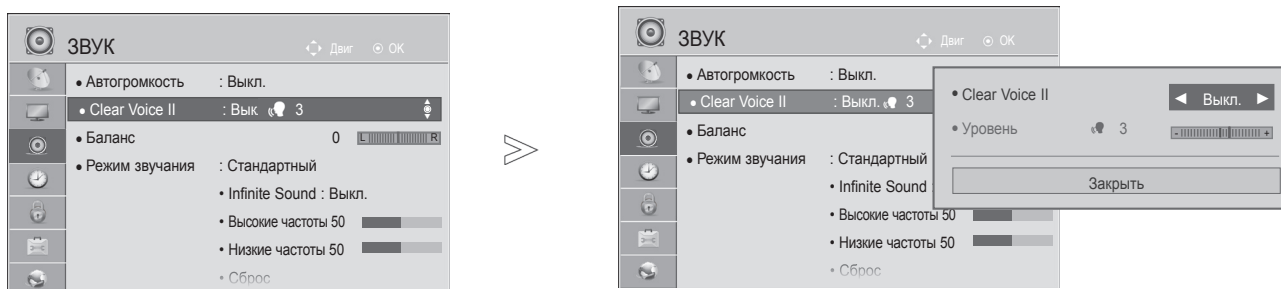 ЗВУК Двиг ОК
• Автогромкость : Выкл.
• Clear Voice II : Вык 3
• Баланс 0 L R
• Режим звучания : Стандартный
• Infinite Sound : Выкл.
• Высокие частоты 50
• Низкие частоты 50
• Сброс
ЗВУК Двиг ОК
• Автогромкость : Выкл.
• Clear Voice II : Выкл. 3
• Баланс
• Режим звучания : Стандартный
• Infinite Sound :
• Высокие частоты 50
• Низкие частоты 50
• Сброс
• Clear Voice II ◄ Выкл. ►
• Уровень 3 - +
Закрыть